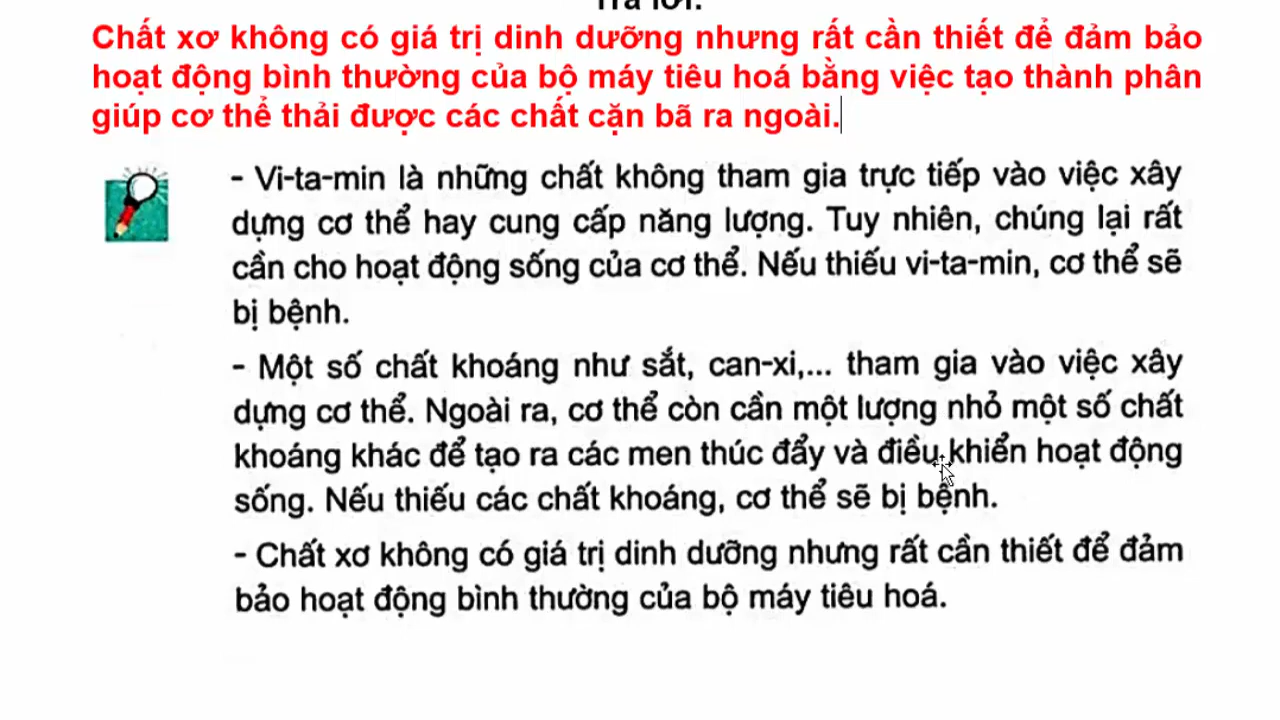 Trả lời:
Chất xơ không có giá trị dinh dưỡng nhưng rất cần thiết để đảm bảo
hoạt động bình thường của bộ máy tiêu hoá bằng việc tạo thành phân
giúp cơ thể thải được các chất cặn bã ra ngoài.
- Vi-ta-min là những chất không tham gia trực tiếp vào việc xây
dựng cơ thể hay cung cấp năng lượng. Tuy nhiên, chúng lại rất
cần cho hoạt động sống của cơ thể. Nếu thiếu vi-ta-min, cơ thể sẽ
bị bệnh.
- Một số chất khoáng như sắt, can-xi,... tham gia vào việc xây
dựng cơ thể. Ngoài ra, cơ thể còn cần một lượng nhỏ một số chất
khoáng khác để tạo ra các men thúc đẩy và điều khiển hoạt động
sống. Nếu thiếu các chất khoáng, cơ thể sẽ bị bệnh.
- Chất xơ không có giá trị dinh dưỡng nhưng rất cần thiết để đảm
bảo hoạt động bình thường của bộ máy tiêu hoá.